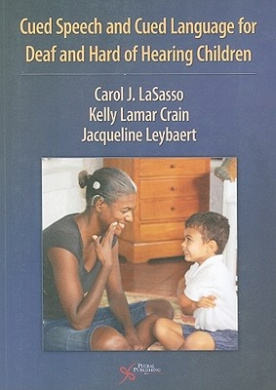 Cued Speech and Cued Language for
Deaf and Hard of Hearing Children
Carol J. LaSasso
Kelly Lamar Crain
Jacqueline Leybaert
PLURAL
PUBLISHING